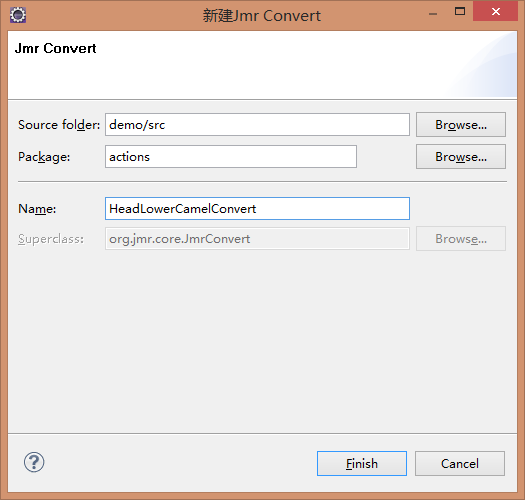 新建Jmr Convert
Jmr Convert
Source folder: demo/src Browse...
Package: actions Browse...
Name: HeadLowerCamelConvert
Superclass: org.jmr.core.JmrConvert Browse...
? Finish Cancel